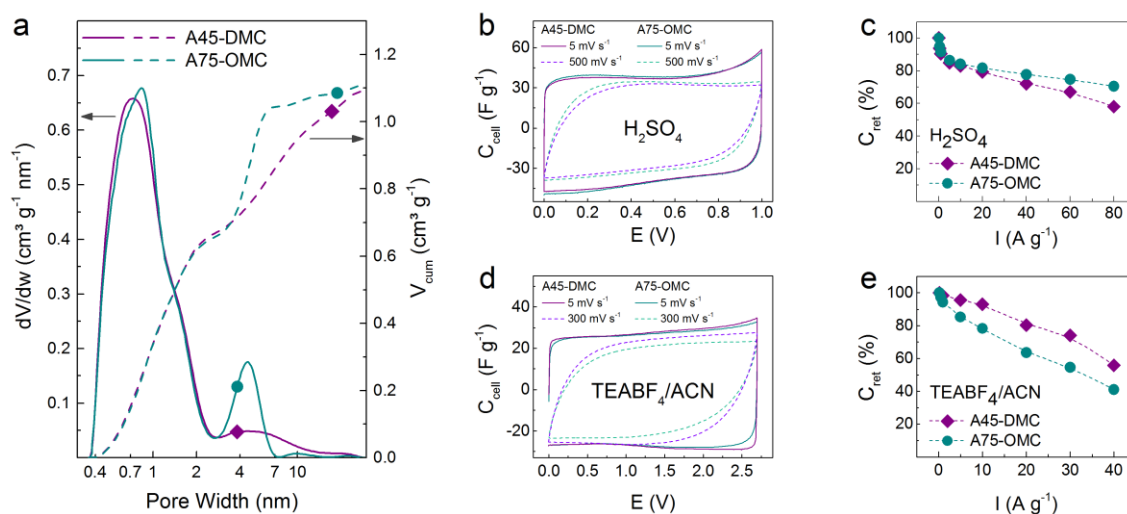 a
A45-DMC
A75-OMC
0.7
0.6
0.5
0.4
0.3
0.2
0.1
dV/dw (cm³ g⁻¹ nm⁻¹)
1.2
1.0
0.8
0.6
0.4
0.2
0.0
V_cum (cm³ g⁻¹)
0.4 0.7 1 2 4 7 10
Pore Width (nm)
b
A45-DMC A75-OMC
5 mV s⁻¹ 5 mV s⁻¹
500 mV s⁻¹ 500 mV s⁻¹
60
30
0
-30
C_cell (F g⁻¹)
H₂SO₄
0.0 0.2 0.4 0.6 0.8 1.0
E (V)
c
100
80
60
40
20
C_ret (%)
H₂SO₄
A45-DMC
A75-OMC
0 20 40 60 80
I (A g⁻¹)
d
A45-DMC A75-OMC
5 mV s⁻¹ 5 mV s⁻¹
300 mV s⁻¹ 300 mV s⁻¹
40
20
0
-20
C_cell (F g⁻¹)
TEABF₄/ACN
0.0 0.5 1.0 1.5 2.0 2.5
E (V)
e
100
80
60
40
20
C_ret (%)
TEABF₄/ACN
A45-DMC
A75-OMC
0 10 20 30 40
I (A g⁻¹)